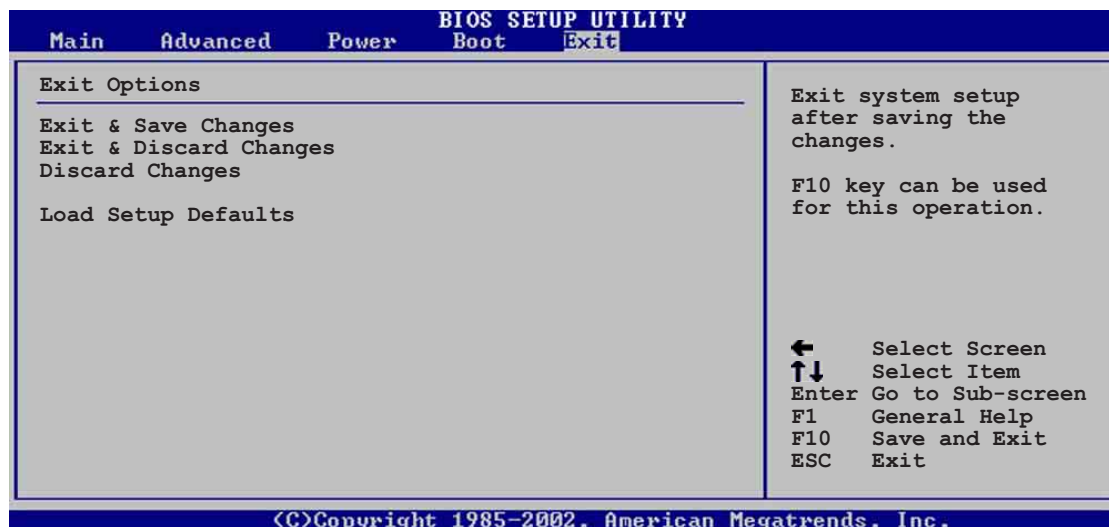 BIOS SETUP UTILITY
Main Advanced Power Boot Exit
Exit Options
Exit & Save Changes
Exit & Discard Changes
Discard Changes
Load Setup Defaults
Exit system setup
after saving the
changes.
F10 key can be used
for this operation.
← Select Screen
↑↓ Select Item
Enter Go to Sub-screen
F1 General Help
F10 Save and Exit
ESC Exit
(C)Copyright 1985-2002, American Megatrends, Inc.